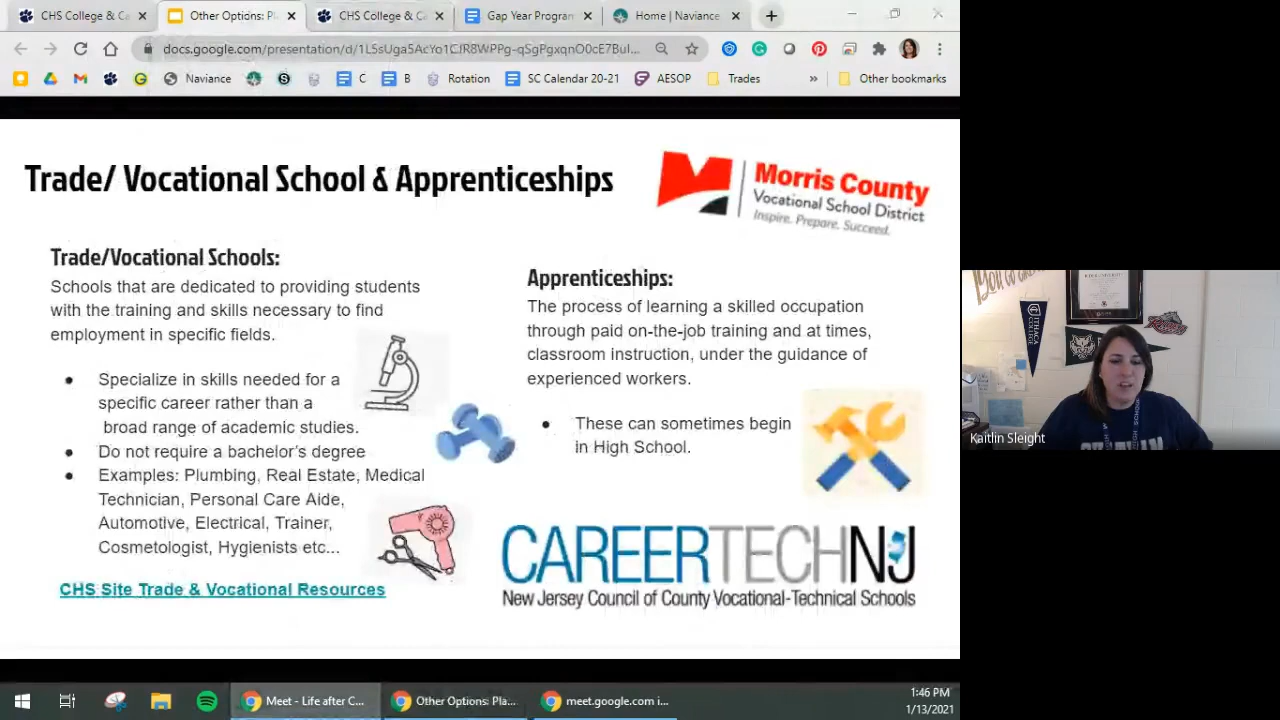 CHS College & Ca
Other Options: Pl
CHS College & Ca
Gap Year Program
Home | Naviance
Naviance
C
B
Rotation
SC Calendar 20-21
AESOP
Trades
»
Other bookmarks
Trade/ Vocational School & Apprenticeships
Morris County
Vocational School District
Inspire. Prepare. Succeed.
Trade/Vocational Schools:
Schools that are dedicated to providing students
with the training and skills necessary to find
employment in specific fields.
● Specialize in skills needed for a
specific career rather than a
broad range of academic studies.
● Do not require a bachelor's degree
● Examples: Plumbing, Real Estate, Medical
Technician, Personal Care Aide,
Automotive, Electrical, Trainer,
Cosmetologist, Hygienists etc...
CHS Site Trade & Vocational Resources
Apprenticeships:
The process of learning a skilled occupation
through paid on-the-job training and at times,
classroom instruction, under the guidance of
experienced workers.
● These can sometimes begin
in High School.
CAREERTECHNJ
New Jersey Council of County Vocational-Technical Schools
ITHACA
COLLEGE
Kaitlin Sleight
Meet - Life after C...
Other Options: Pla...
meet.google.com i...
1:46 PM
1/13/2021